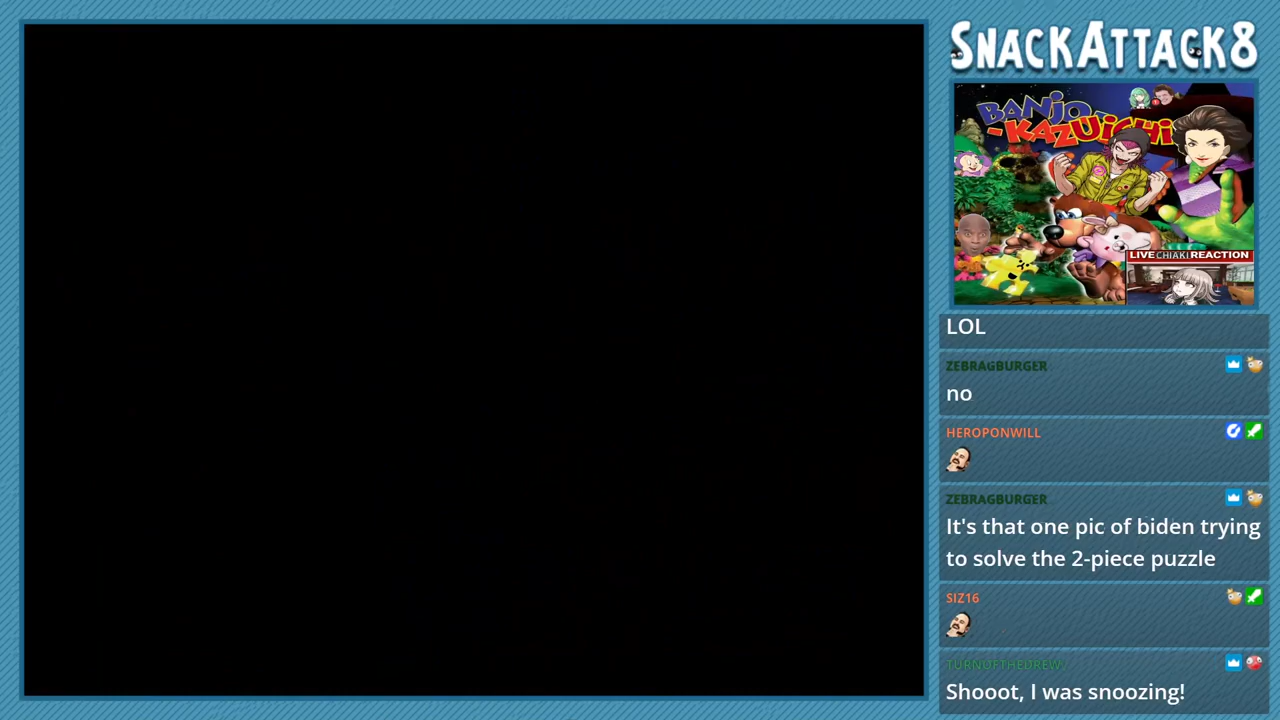 SNACKATTACK8
BANJO
-KAZUICHI
LIVE CHIAKI REACTION
LOL
ZEBRAGBURGER
no
HEROPONWILL
ZEBRAGBURGER
It's that one pic of biden trying
to solve the 2-piece puzzle
SIZ16
TURNOFTHEDREW
Shooot, I was snoozing!